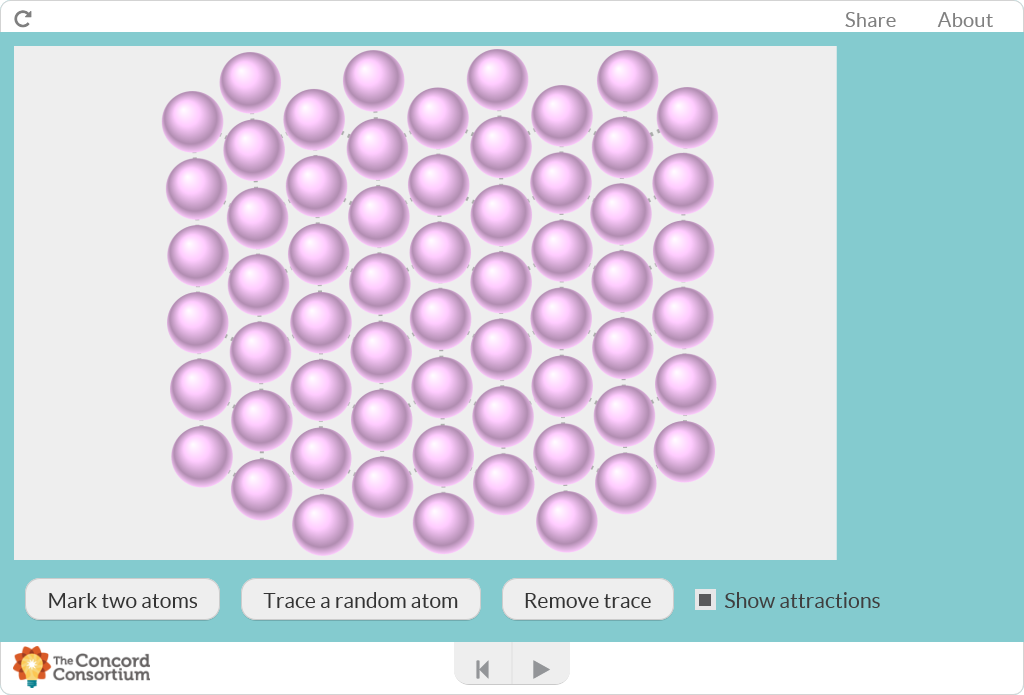 Share About
Mark two atoms Trace a random atom Remove trace Show attractions
The Concord
Consortium